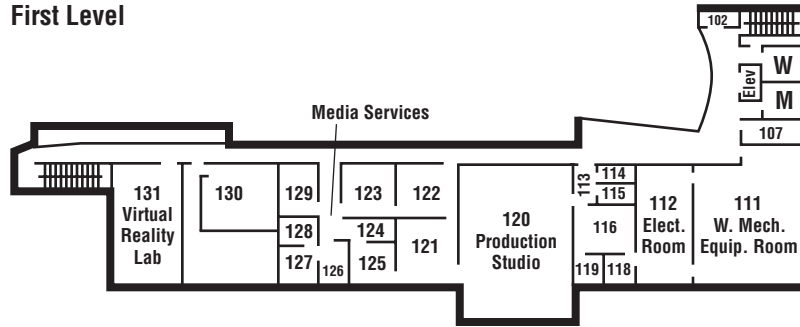 First Level
102
W
Elev
M
107
Media Services
131
Virtual
Reality
Lab
130
129
128
127
126
123
122
124
125
121
120
Production
Studio
113
114
115
116
119
118
112
Elect.
Room
111
W. Mech.
Equip. Room